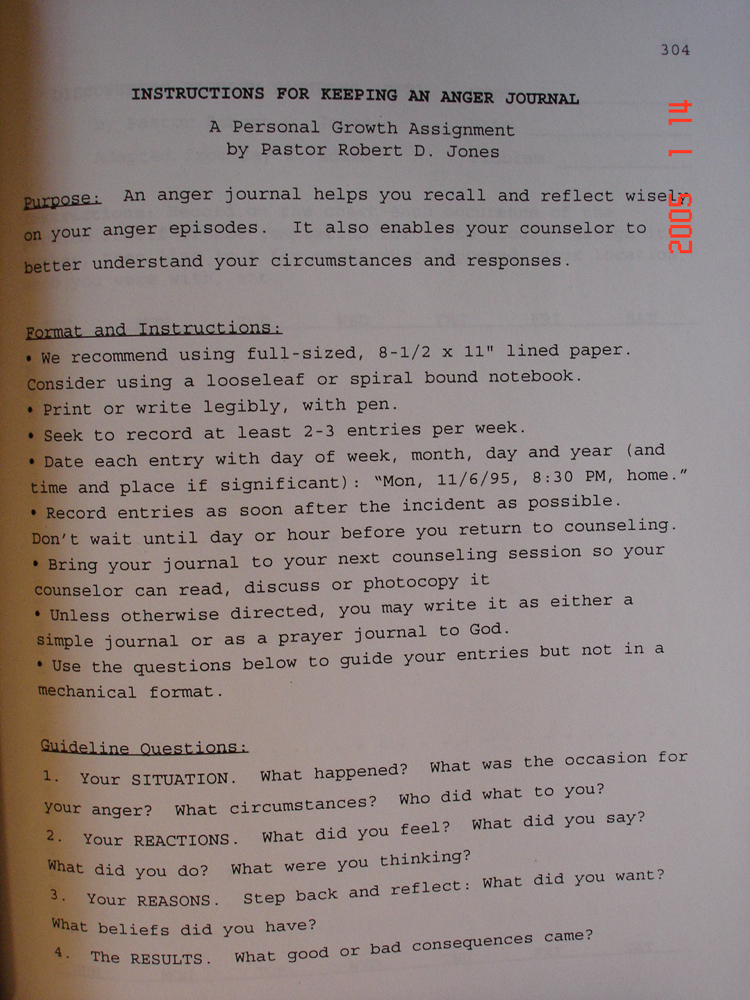 304
INSTRUCTIONS FOR KEEPING AN ANGER JOURNAL
A Personal Growth Assignment
by Pastor Robert D. Jones
2005 1 14
Purpose: An anger journal helps you recall and reflect wisely
on your anger episodes. It also enables your counselor to
better understand your circumstances and responses.
Format and Instructions:
• We recommend using full-sized, 8-1/2 x 11" lined paper.
Consider using a looseleaf or spiral bound notebook.
• Print or write legibly, with pen.
• Seek to record at least 2-3 entries per week.
• Date each entry with day of week, month, day and year (and
time and place if significant): “Mon, 11/6/95, 8:30 PM, home.”
• Record entries as soon after the incident as possible.
Don’t wait until day or hour before you return to counseling.
• Bring your journal to your next counseling session so your
counselor can read, discuss or photocopy it
• Unless otherwise directed, you may write it as either a
simple journal or as a prayer journal to God.
• Use the questions below to guide your entries but not in a
mechanical format.
Guideline Questions:
1. Your SITUATION. What happened? What was the occasion for
your anger? What circumstances? Who did what to you?
2. Your REACTIONS. What did you feel? What did you say?
What did you do? What were you thinking?
3. Your REASONS. Step back and reflect: What did you want?
What beliefs did you have?
4. The RESULTS. What good or bad consequences came?